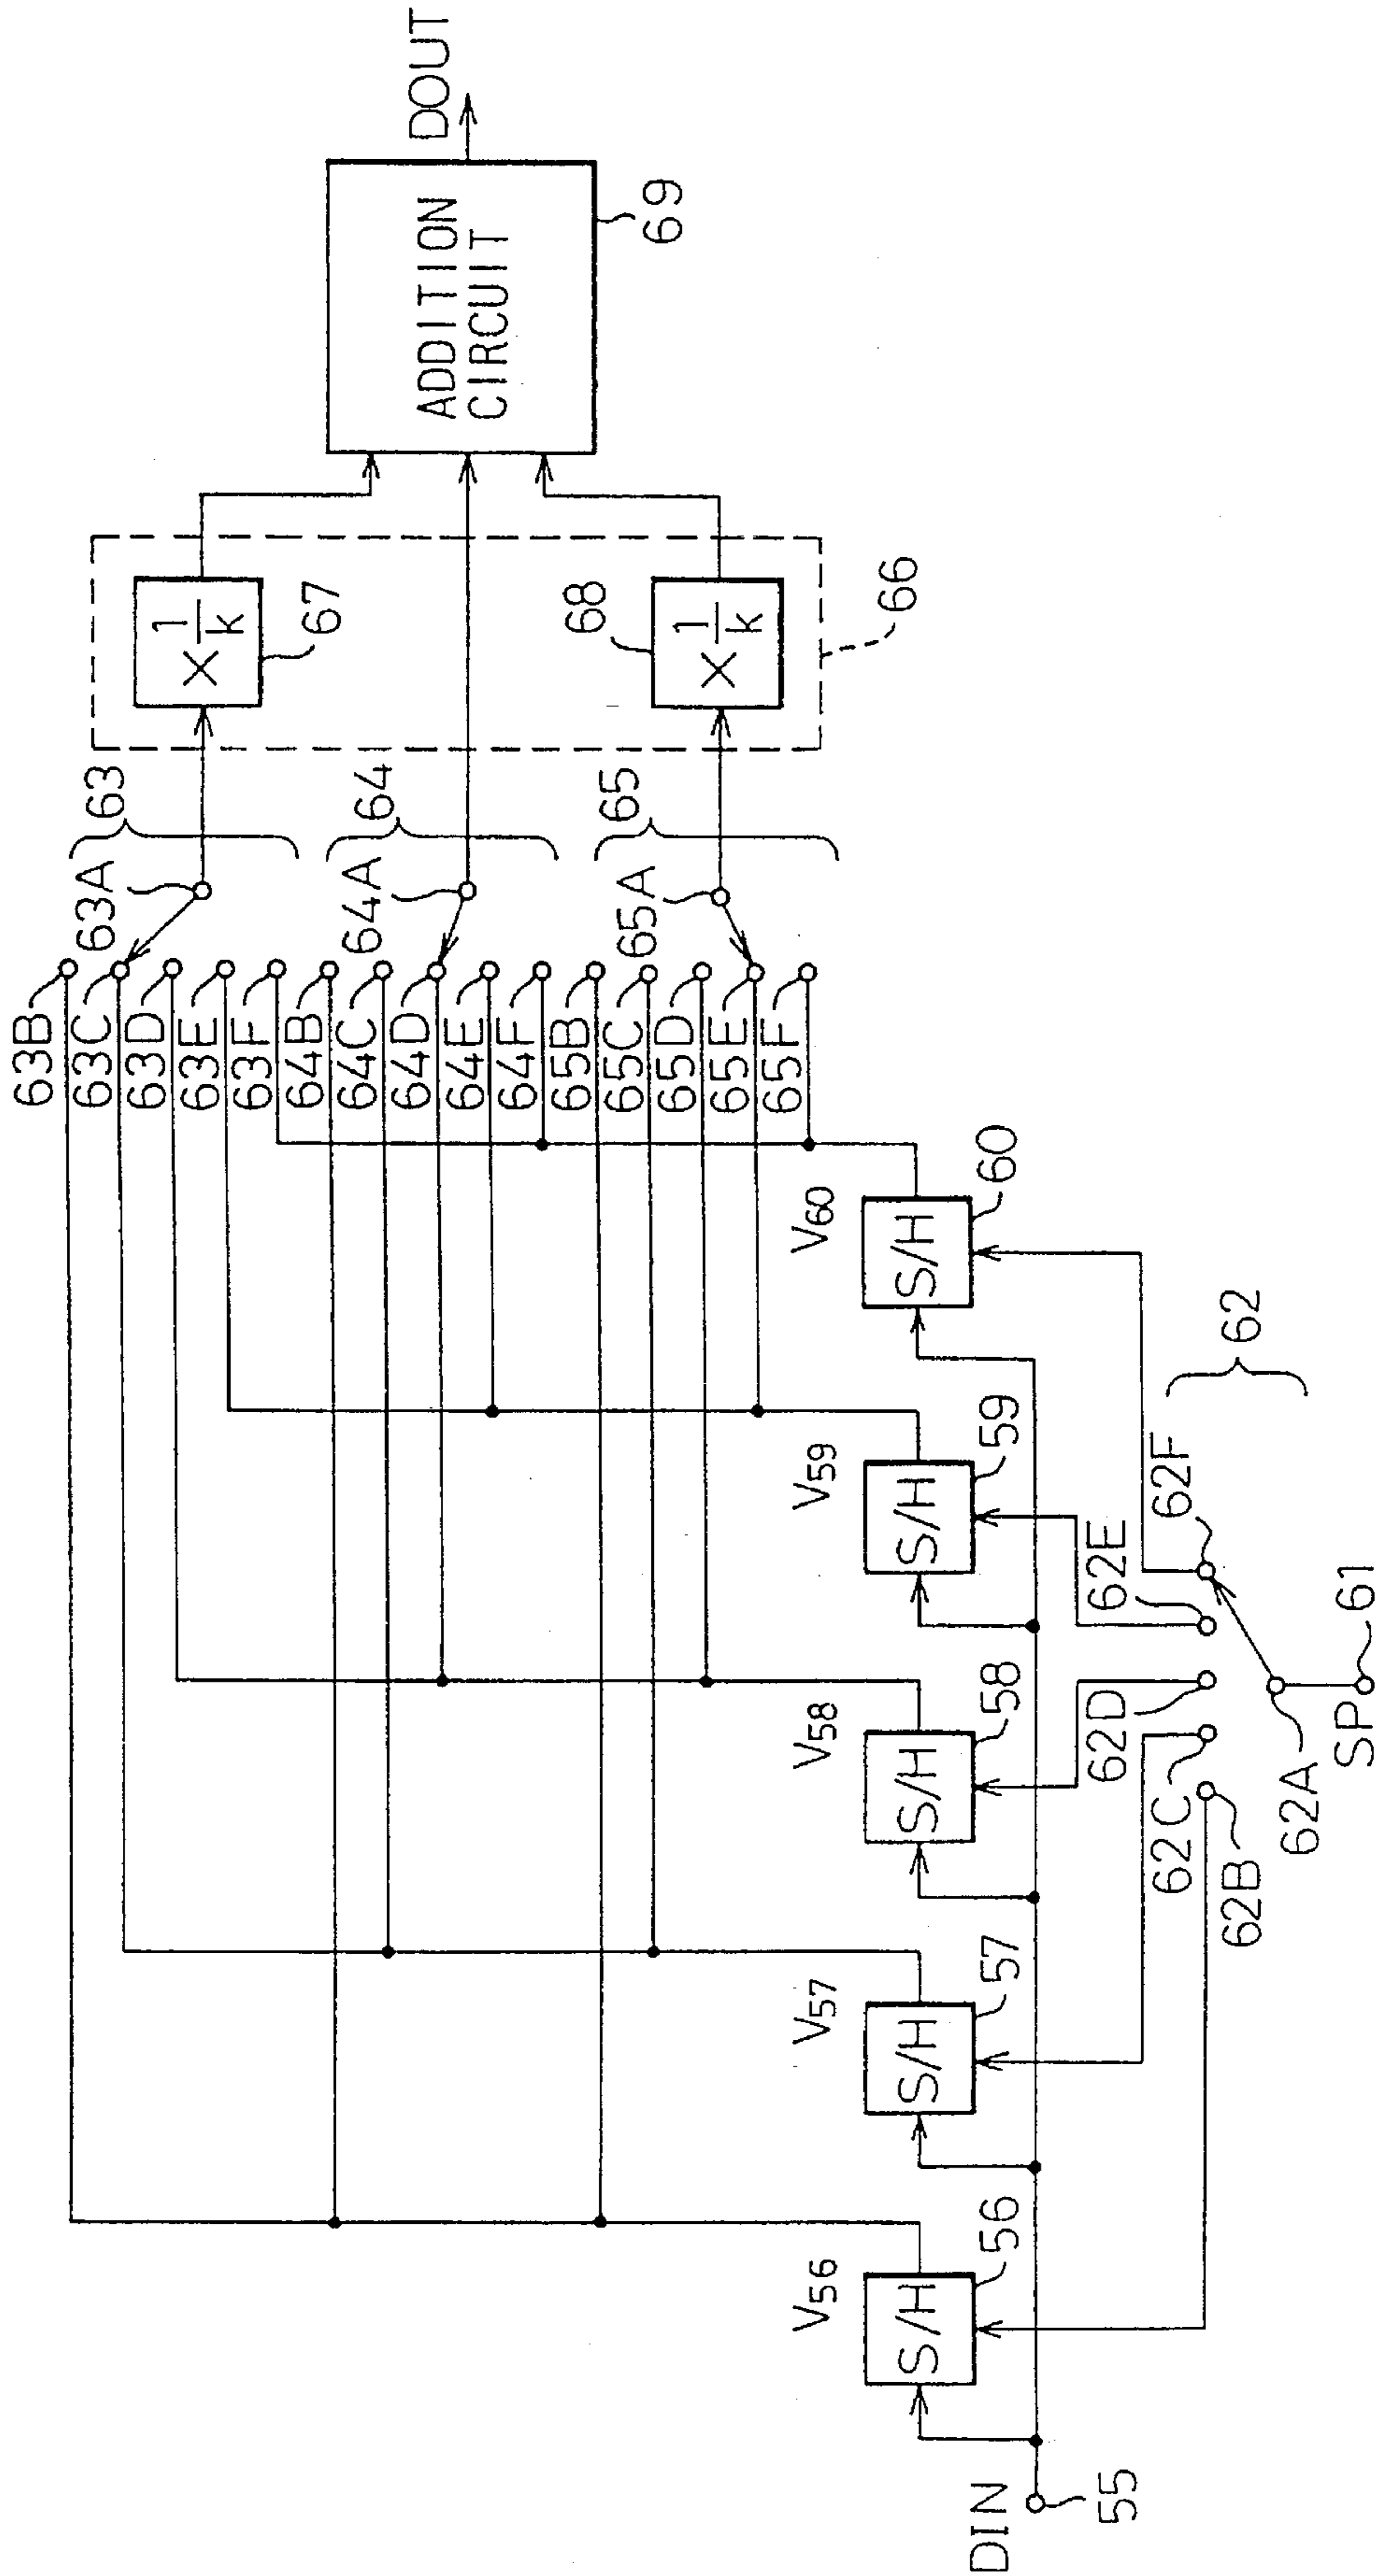 DOUT
ADDITION
CIRCUIT
69
× 1/k
67
68
× 1/k
66
63
64
65
63A
64A
65A
63B
63C
63D
63E
63F
64B
64C
64D
64E
64F
65B
65C
65D
65E
65F
V56
S/H
56
V57
S/H
57
V58
S/H
58
V59
S/H
59
V60
S/H
60
62
62F
62E
62D
62C
62B
62A
SP
61
DIN
55